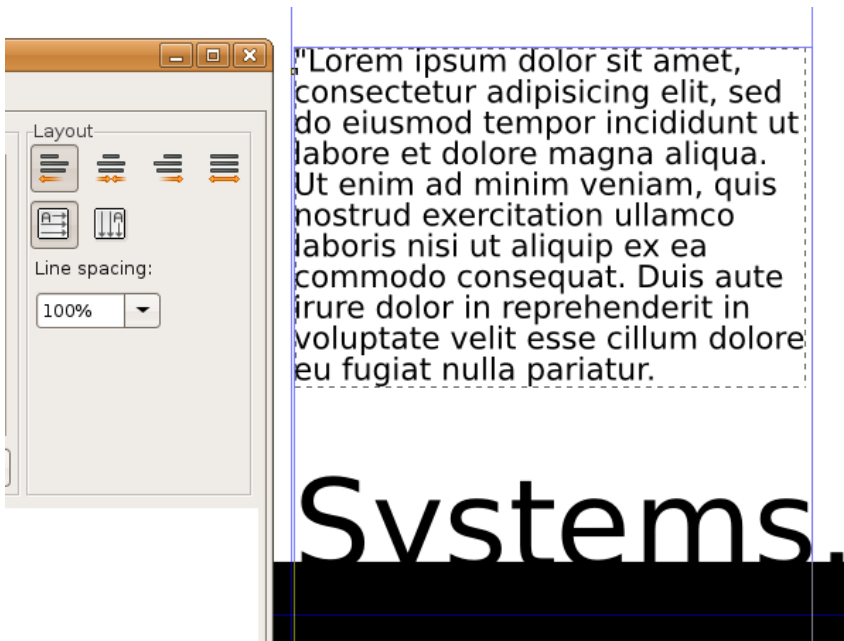 Layout
A
A
Line spacing:
100%
"Lorem ipsum dolor sit amet,
consectetur adipisicing elit, sed
do eiusmod tempor incididunt ut
labore et dolore magna aliqua.
Ut enim ad minim veniam, quis
nostrud exercitation ullamco
laboris nisi ut aliquip ex ea
commodo consequat. Duis aute
irure dolor in reprehenderit in
voluptate velit esse cillum dolore
eu fugiat nulla pariatur.
Systems.